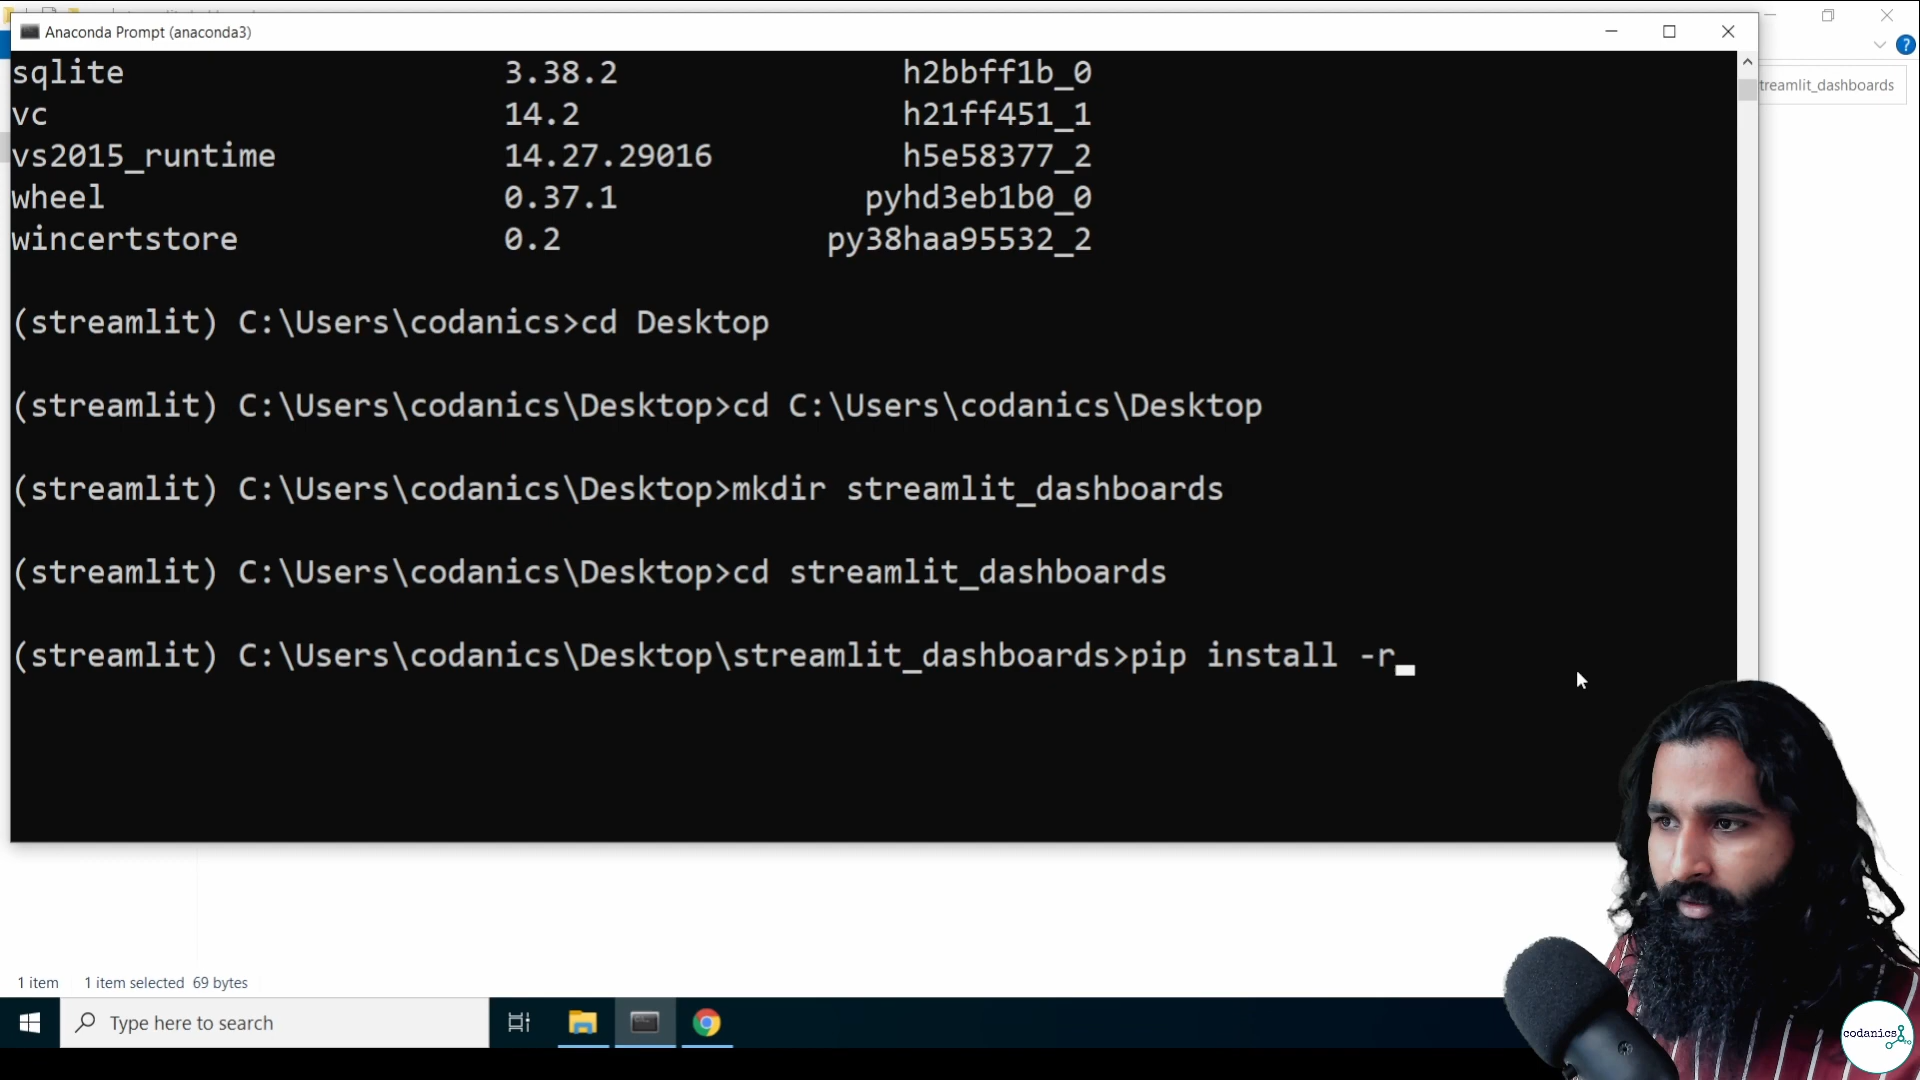 Anaconda Prompt (anaconda3)
treamlit_dashboards
sqlite 3.38.2 h2bbff1b_0
vc 14.2 h21ff451_1
vs2015_runtime 14.27.29016 h5e58377_2
wheel 0.37.1 pyhd3eb1b0_0
wincertstore 0.2 py38haa95532_2
(streamlit) C:\Users\codanics>cd Desktop
(streamlit) C:\Users\codanics\Desktop>cd C:\Users\codanics\Desktop
(streamlit) C:\Users\codanics\Desktop>mkdir streamlit_dashboards
(streamlit) C:\Users\codanics\Desktop>cd streamlit_dashboards
(streamlit) C:\Users\codanics\Desktop\streamlit_dashboards>pip install -r
1 item 1 item selected 69 bytes
Type here to search
codanics